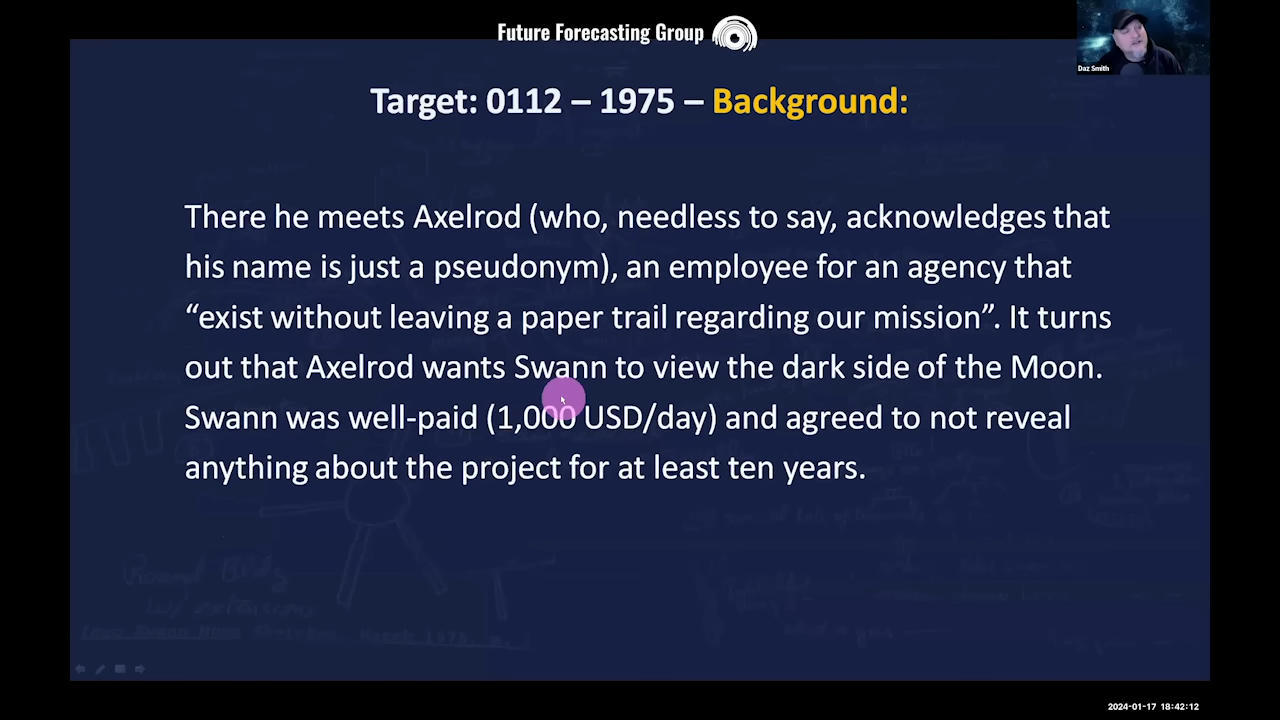 Future Forecasting Group
Daz Smith
Target: 0112 – 1975 – Background:
There he meets Axelrod (who, needless to say, acknowledges that
his name is just a pseudonym), an employee for an agency that
“exist without leaving a paper trail regarding our mission”. It turns
out that Axelrod wants Swann to view the dark side of the Moon.
Swann was well-paid (1,000 USD/day) and agreed to not reveal
anything about the project for at least ten years.
Round Bldg
w/ extensions
2024-01-17 18:42:12